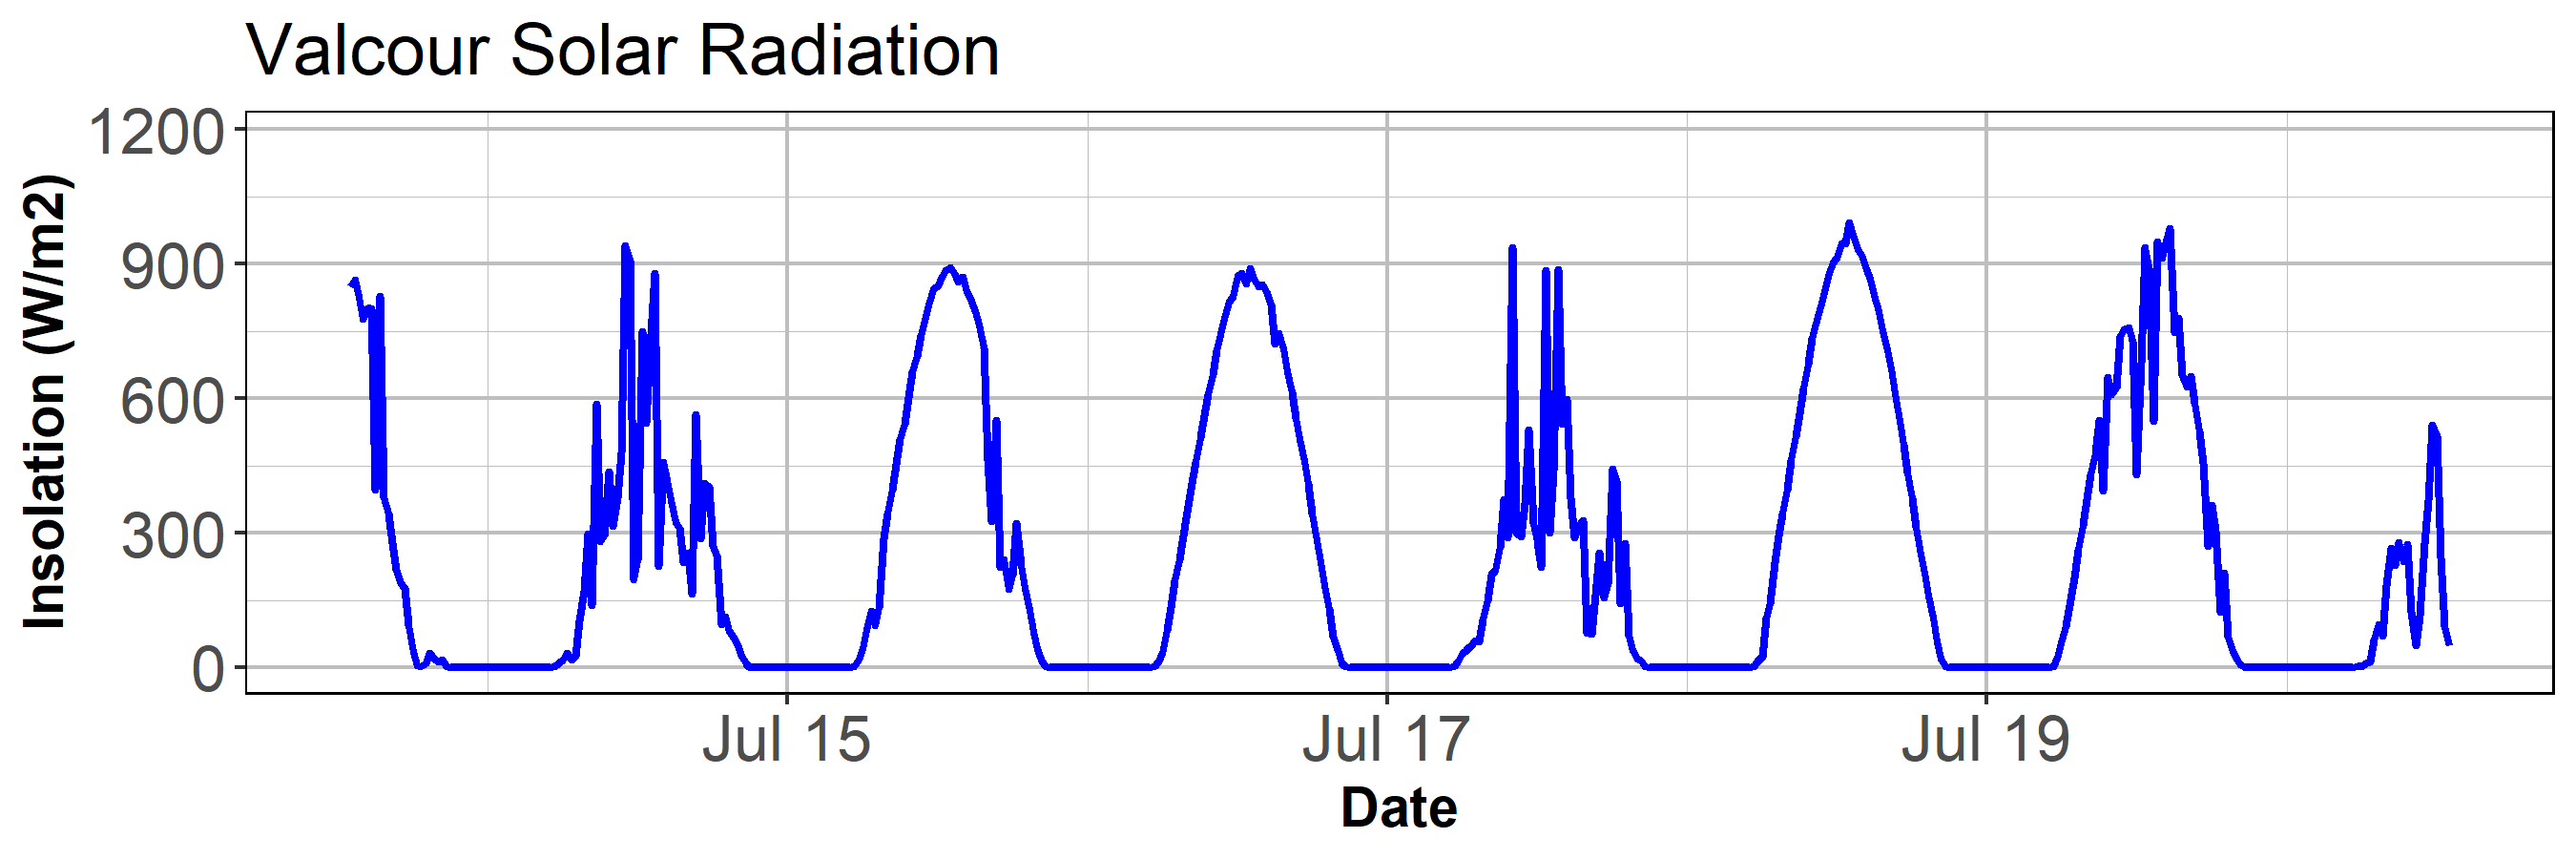 Valcour Solar Radiation
Insolation (W/m2)
1200
900
600
300
0
Jul 15 Jul 17 Jul 19
Date